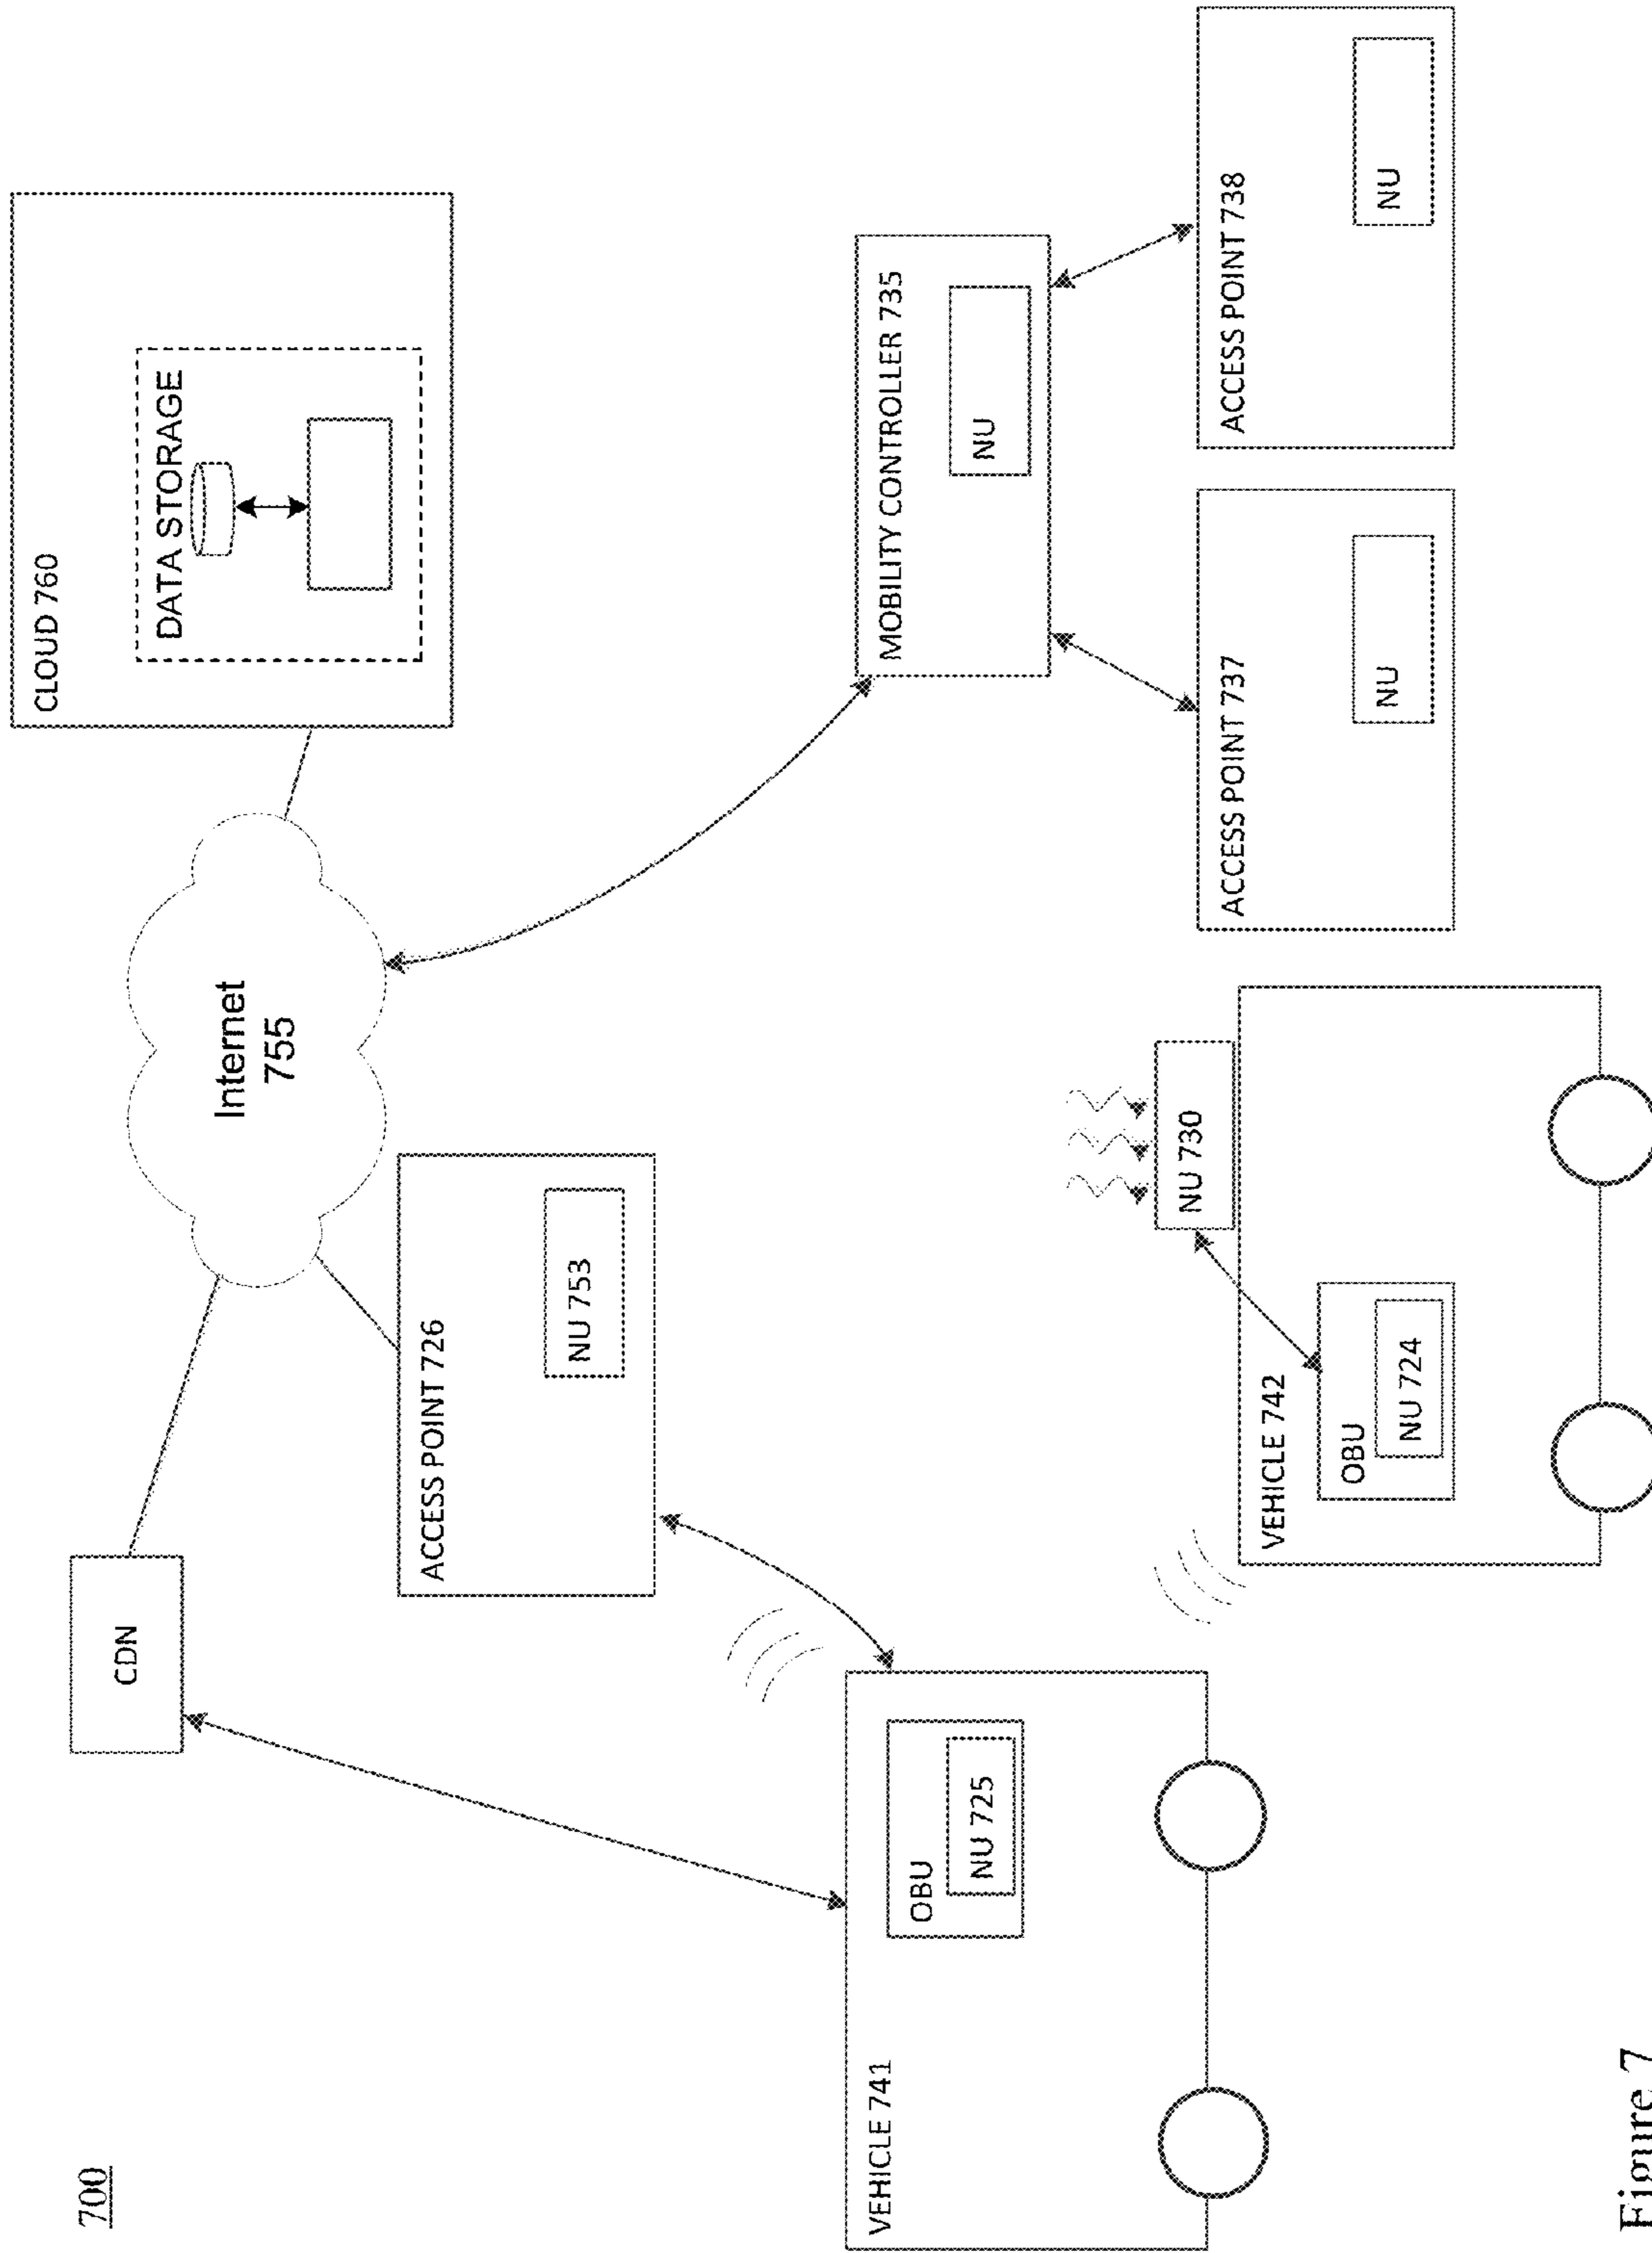 700
CDN
Internet
755
CLOUD 760
DATA STORAGE
ACCESS POINT 726
NU 753
VEHICLE 741
OBU
NU 725
MOBILITY CONTROLLER 735
NU
NU 730
VEHICLE 742
OBU
NU 724
ACCESS POINT 737
NU
ACCESS POINT 738
NU
Figure 7